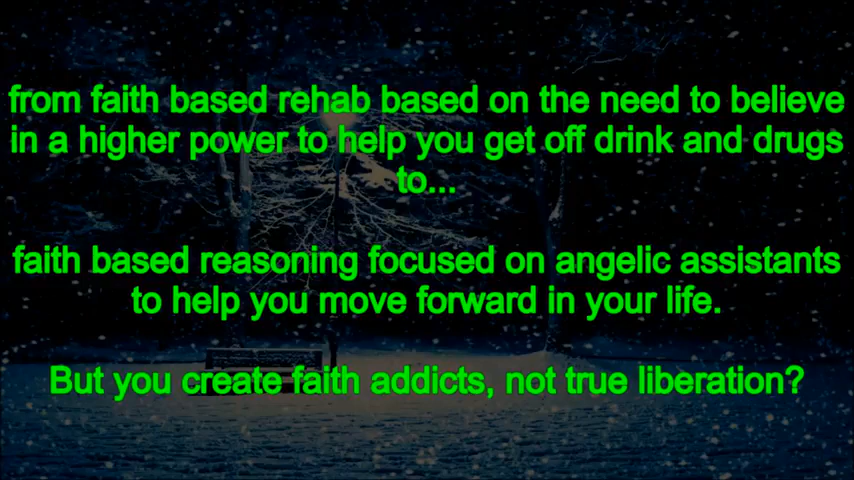 from faith based rehab based on the need to believe
in a higher power to help you get off drink and drugs
to...
faith based reasoning focused on angelic assistants
to help you move forward in your life.
But you create faith addicts, not true liberation?